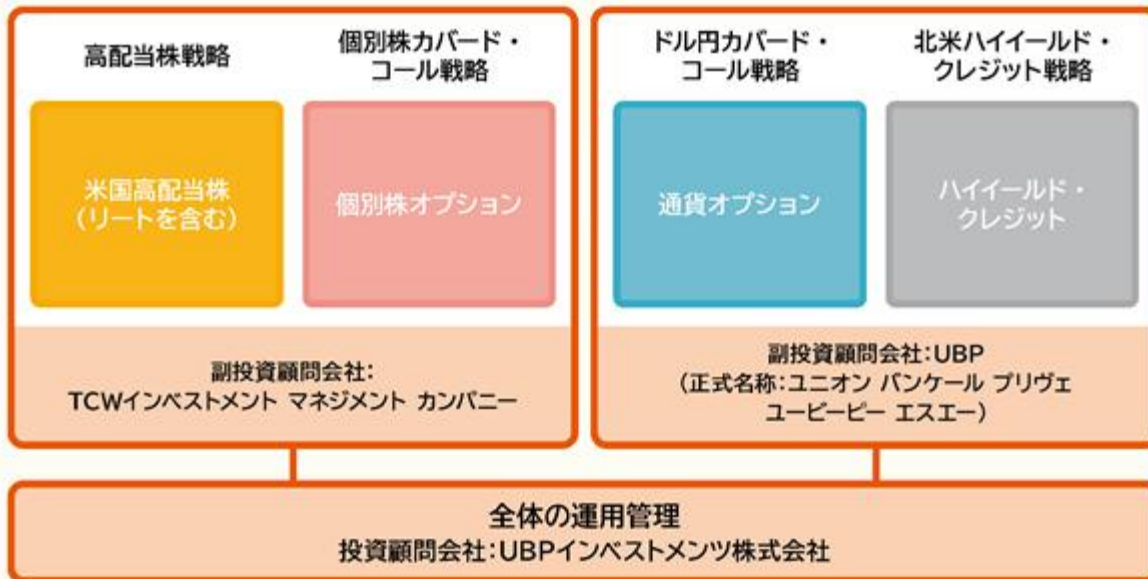 高配当株戦略
個別株カバード・
コール戦略
米国高配当株
(リートを含む)
個別株オプション
副投資顧問会社:
TCWインベストメント マネジメント カンパニー
ドル円カバード・
コール戦略
北米ハイイールド・
クレジット戦略
通貨オプション
ハイイールド・
クレジット
副投資顧問会社:UBP
(正式名称:ユニオン バンケール プリヴェ
ユービーピー エスエー)
全体の運用管理
投資顧問会社:UBPインベストメンツ株式会社